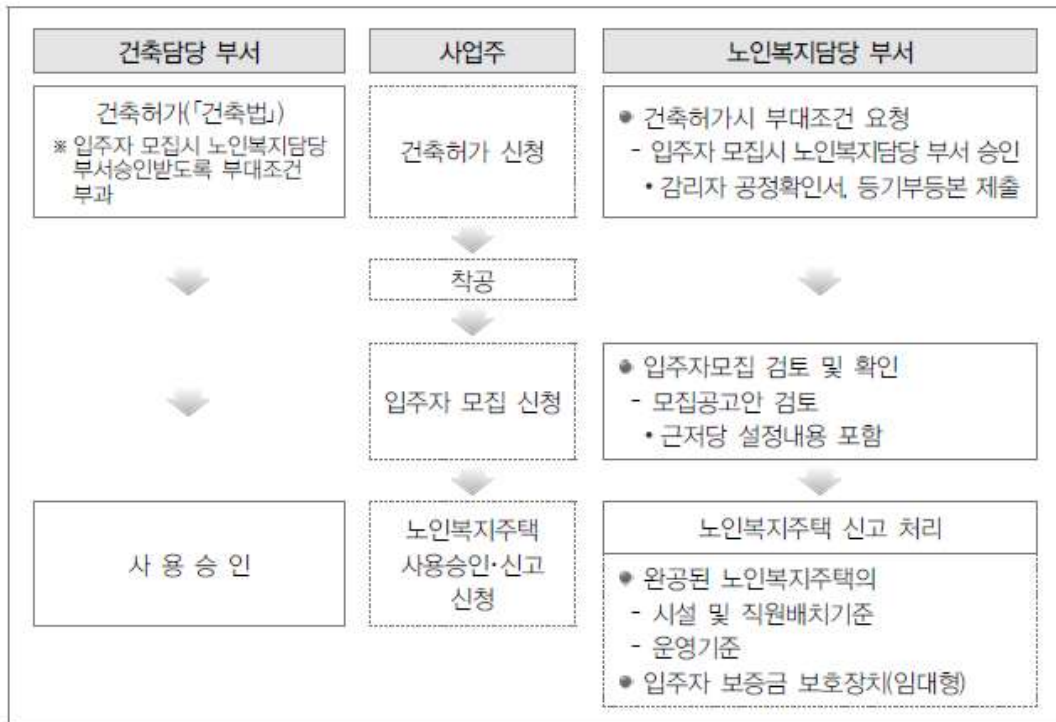 건축담당 부서
사업주
노인복지담당 부서
건축허가(｢건축법｣)
※ 입주자 모집시 노인복지담당
부서승인받도록 부대조건
부과
건축허가 신청
● 건축허가시 부대조건 요청
- 입주자 모집시 노인복지담당 부서 승인
• 감리자 공정확인서, 등기부등본 제출
착공
입주자 모집 신청
● 입주자모집 검토 및 확인
- 모집공고안 검토
• 근저당 설정내용 포함
사 용 승 인
노인복지주택
사용승인·신고
신청
노인복지주택 신고 처리
● 완공된 노인복지주택의
- 시설 및 직원배치기준
- 운영기준
● 입주자 보증금 보호장치(임대형)